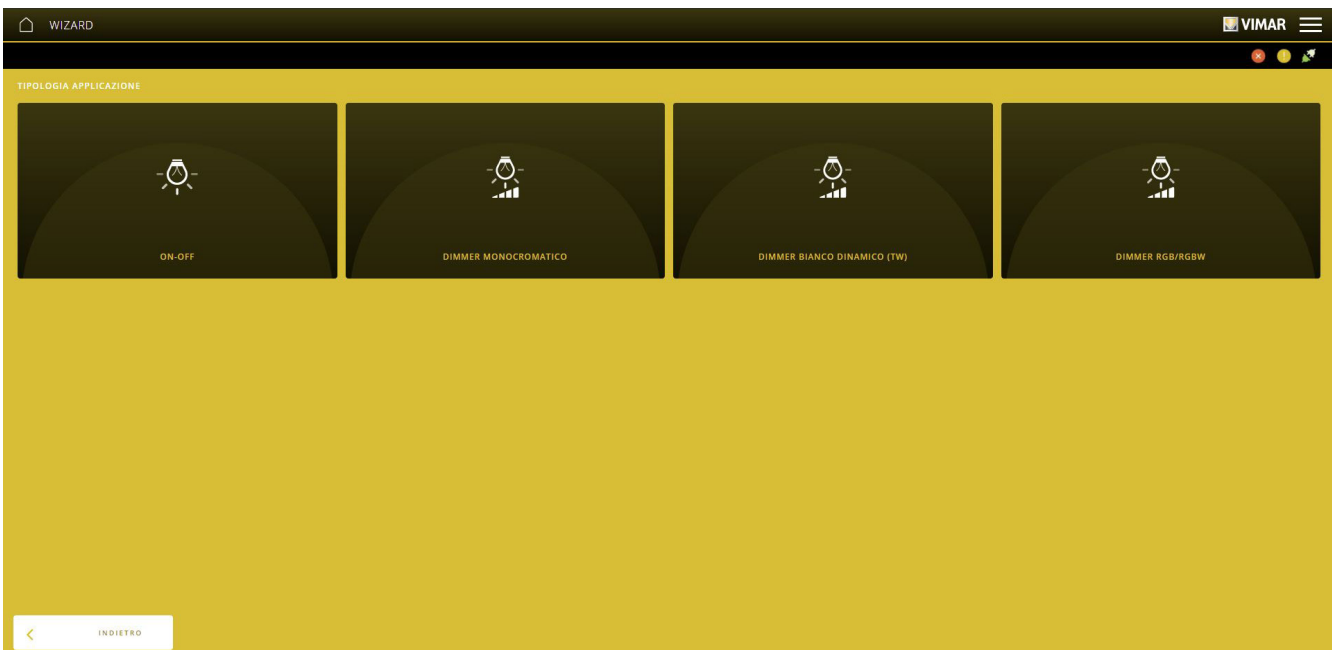 WIZARD
VIMAR
TIPOLOGIA APPLICAZIONE
ON-OFF
DIMMER MONOCROMATICO
DIMMER BIANCO DINAMICO (TW)
DIMMER RGB/RGBW
INDIETRO